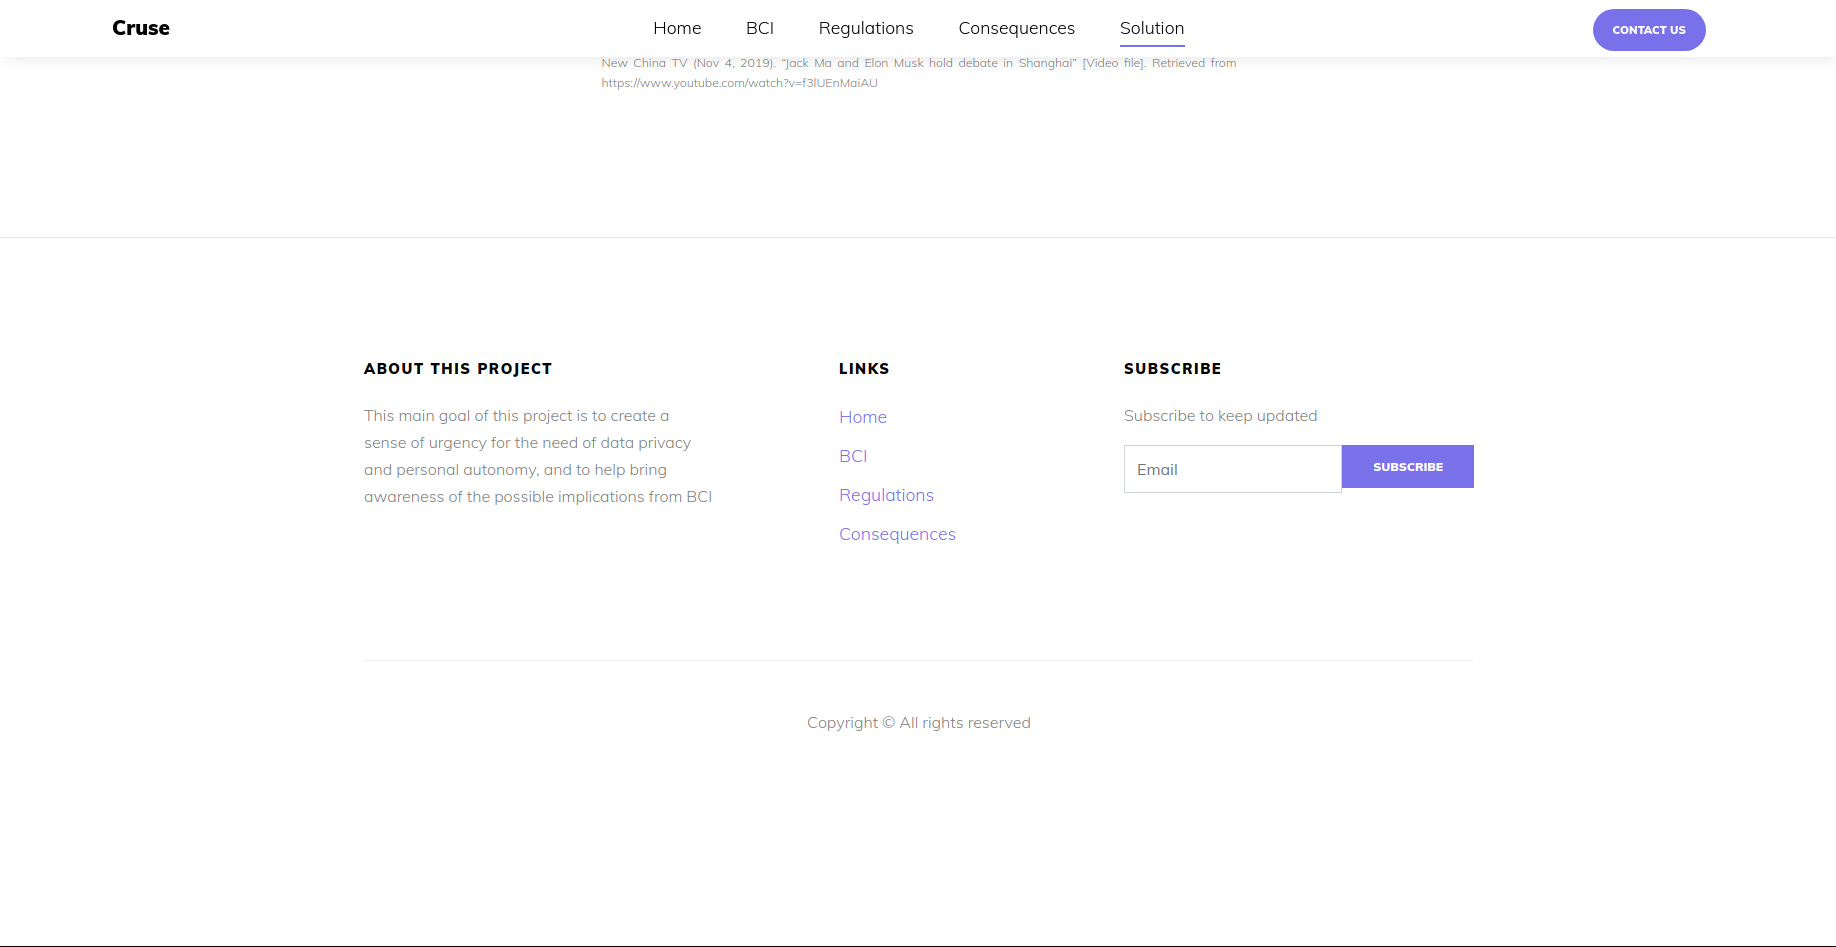 Cruse
Home
BCI
Regulations
Consequences
Solution
CONTACT US
New China TV (Nov 4, 2019). “Jack Ma and Elon Musk hold debate in Shanghai” [Video file]. Retrieved from
https://www.youtube.com/watch?v=f3lUEnMaiAU
ABOUT THIS PROJECT
This main goal of this project is to create a
sense of urgency for the need of data privacy
and personal autonomy, and to help bring
awareness of the possible implications from BCI
LINKS
Home
BCI
Regulations
Consequences
SUBSCRIBE
Subscribe to keep updated
Email
SUBSCRIBE
Copyright © All rights reserved